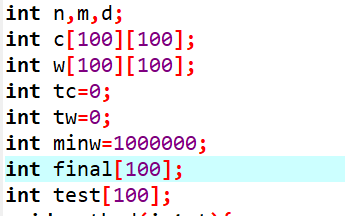 int n,m,d;
int c[100][100];
int w[100][100];
int tc=0;
int tw=0;
int minw=1000000;
int final[100];
int test[100];